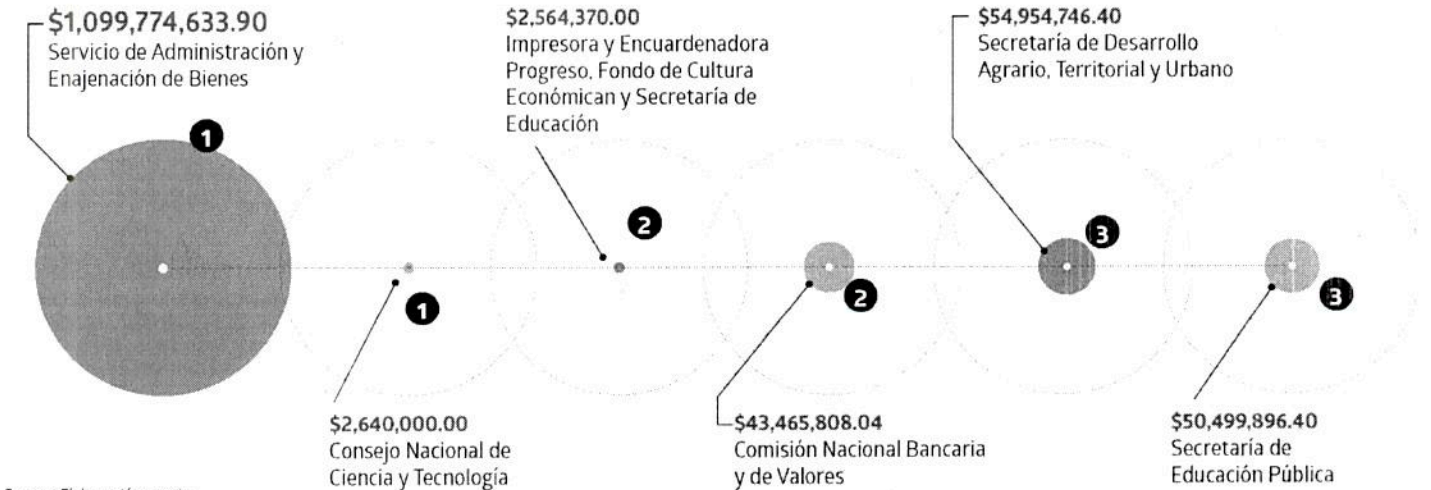 $1,099,774,633.90
Servicio de Administración y
Enajenación de Bienes
1
$2,564,370.00
Impresora y Encuardenadora
Progreso, Fondo de Cultura
Económican y Secretaría de
Educación
2
$54,954,746.40
Secretaría de Desarrollo
Agrario, Territorial y Urbano
3
1
$2,640,000.00
Consejo Nacional de
Ciencia y Tecnología
2
$43,465,808.04
Comisión Nacional Bancaria
y de Valores
3
$50,499,896.40
Secretaría de
Educación Pública